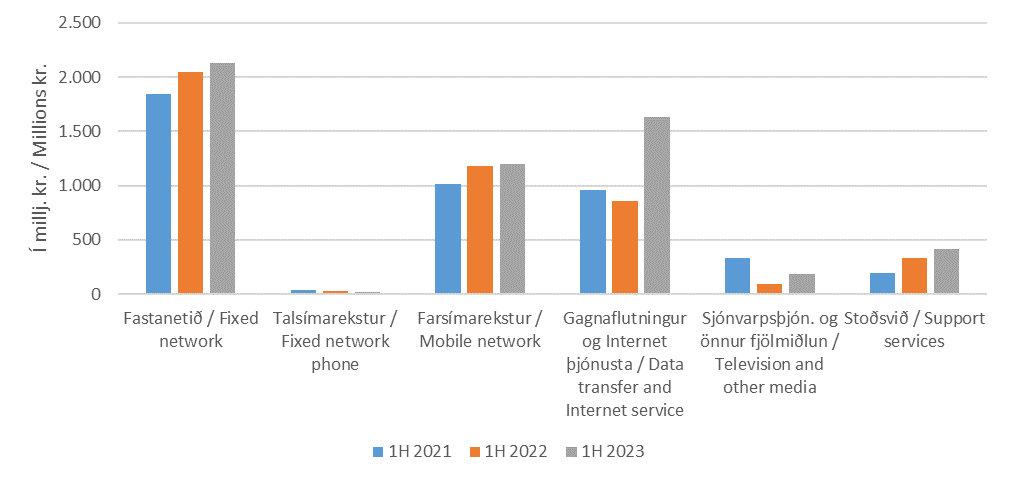 Í millj. kr. / Millions kr.
2.500
2.000
1.500
1.000
500
0
Fastanetið / Fixed
network
Talsímarekstur /
Fixed network
phone
Farsímarekstur /
Mobile network
Gagnaflutningur
og Internet
þjónusta / Data
transfer and
Internet service
Sjónvarpsþjón. og
önnur fjölmiðlun /
Television and
other media
Stoðsvið / Support
services
1H 2021
1H 2022
1H 2023